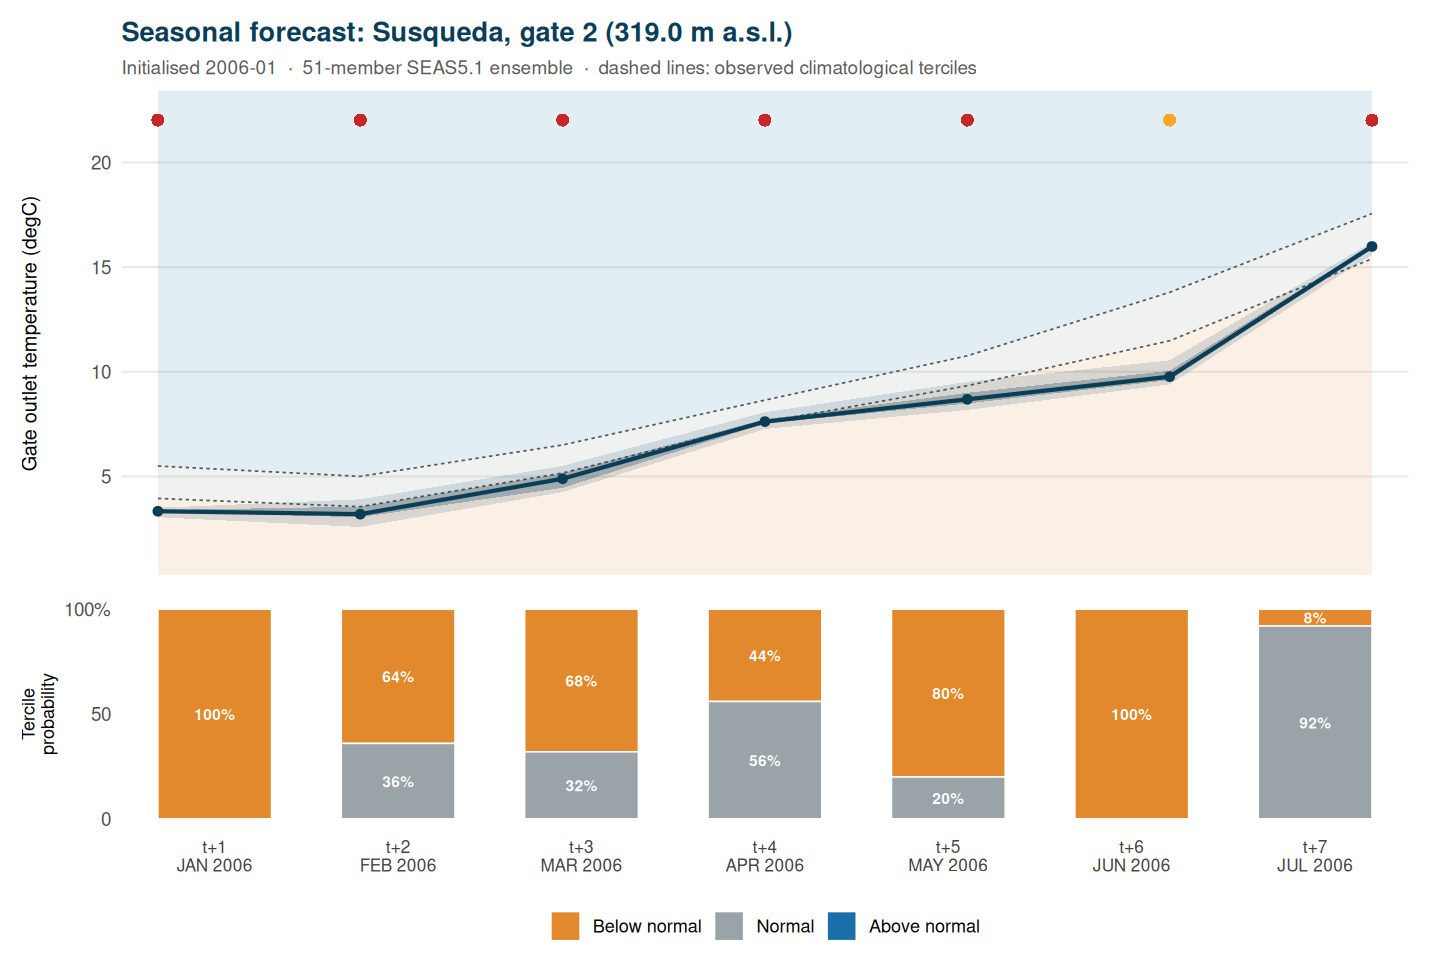 Seasonal forecast: Susqueda, gate 2 (319.0 m a.s.l.)
Initialised 2006-01 · 51-member SEAS5.1 ensemble · dashed lines: observed climatological terciles
Gate outlet temperature (degC)
20
15
10
5
Tercile
probability
100%
50
0
100%
64%
36%
68%
32%
44%
56%
80%
20%
100%
8%
92%
t+1
JAN 2006
t+2
FEB 2006
t+3
MAR 2006
t+4
APR 2006
t+5
MAY 2006
t+6
JUN 2006
t+7
JUL 2006
Below normal
Normal
Above normal